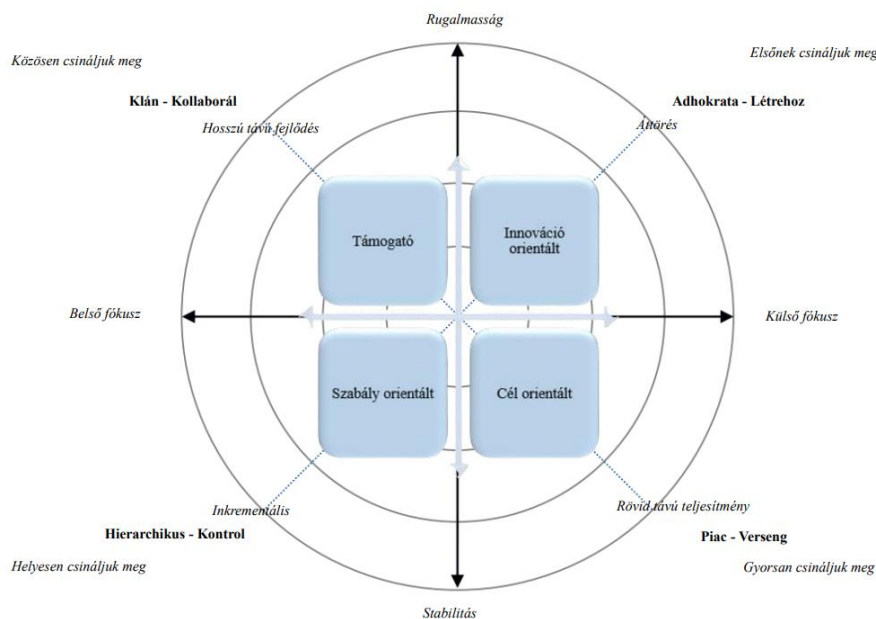 Rugalmasság
Elsőnek csináljuk meg
Közösen csináljuk meg
Klán - Kollaborál
Adhokrata - Létrehoz
Hosszú távú fejlődés
Áttörés
Támogató
Innováció
orientált
Belső fókusz
Külső fókusz
Szabály orientált
Cél orientált
Inkrementális
Rövid távú teljesítmény
Hierarchikus - Kontrol
Piac - Verseng
Helyesen csináljuk meg
Gyorsan csináljuk meg
Stabilitás